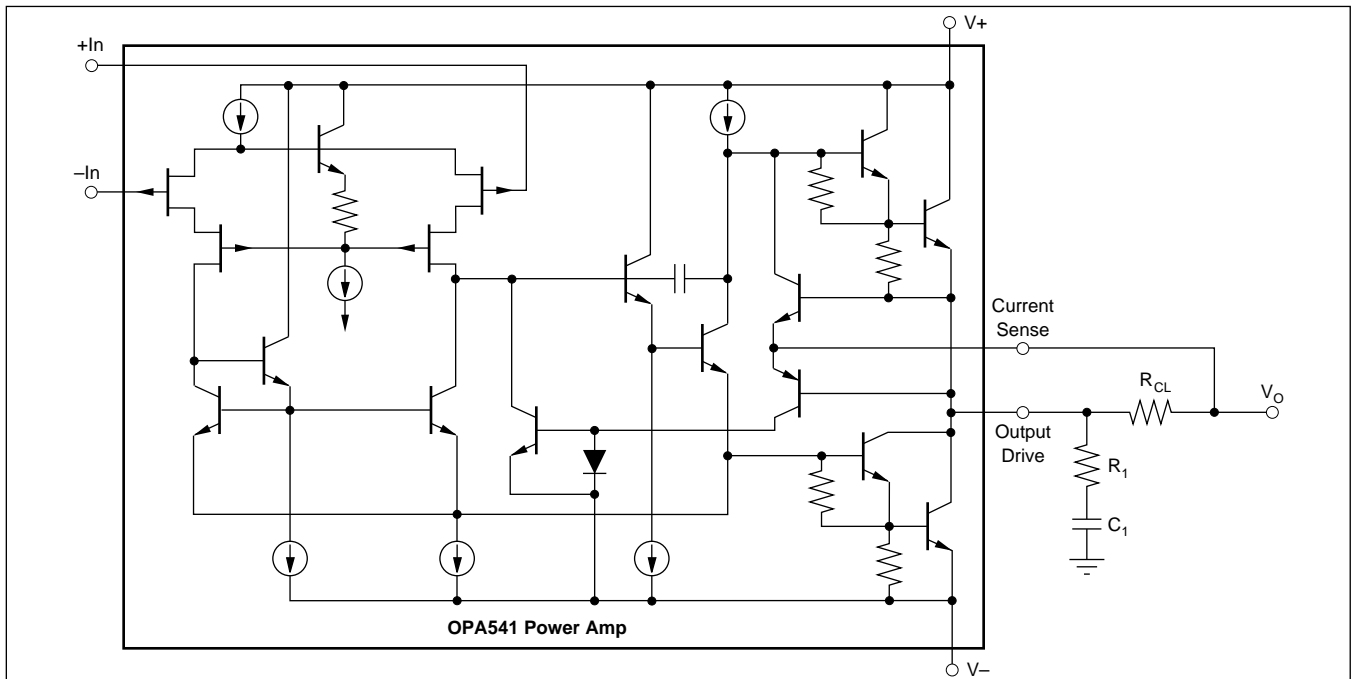 V+
+In
–In
Current
Sense
R_CL
V_O
Output
Drive
R_1
C_1
OPA541 Power Amp
V–